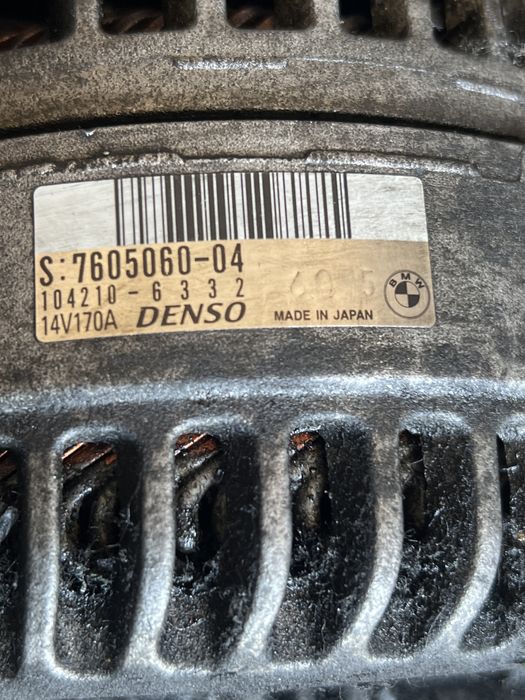 S: 7605060-04
104210-6332
14V170A DENSO MADE IN JAPAN
BMW